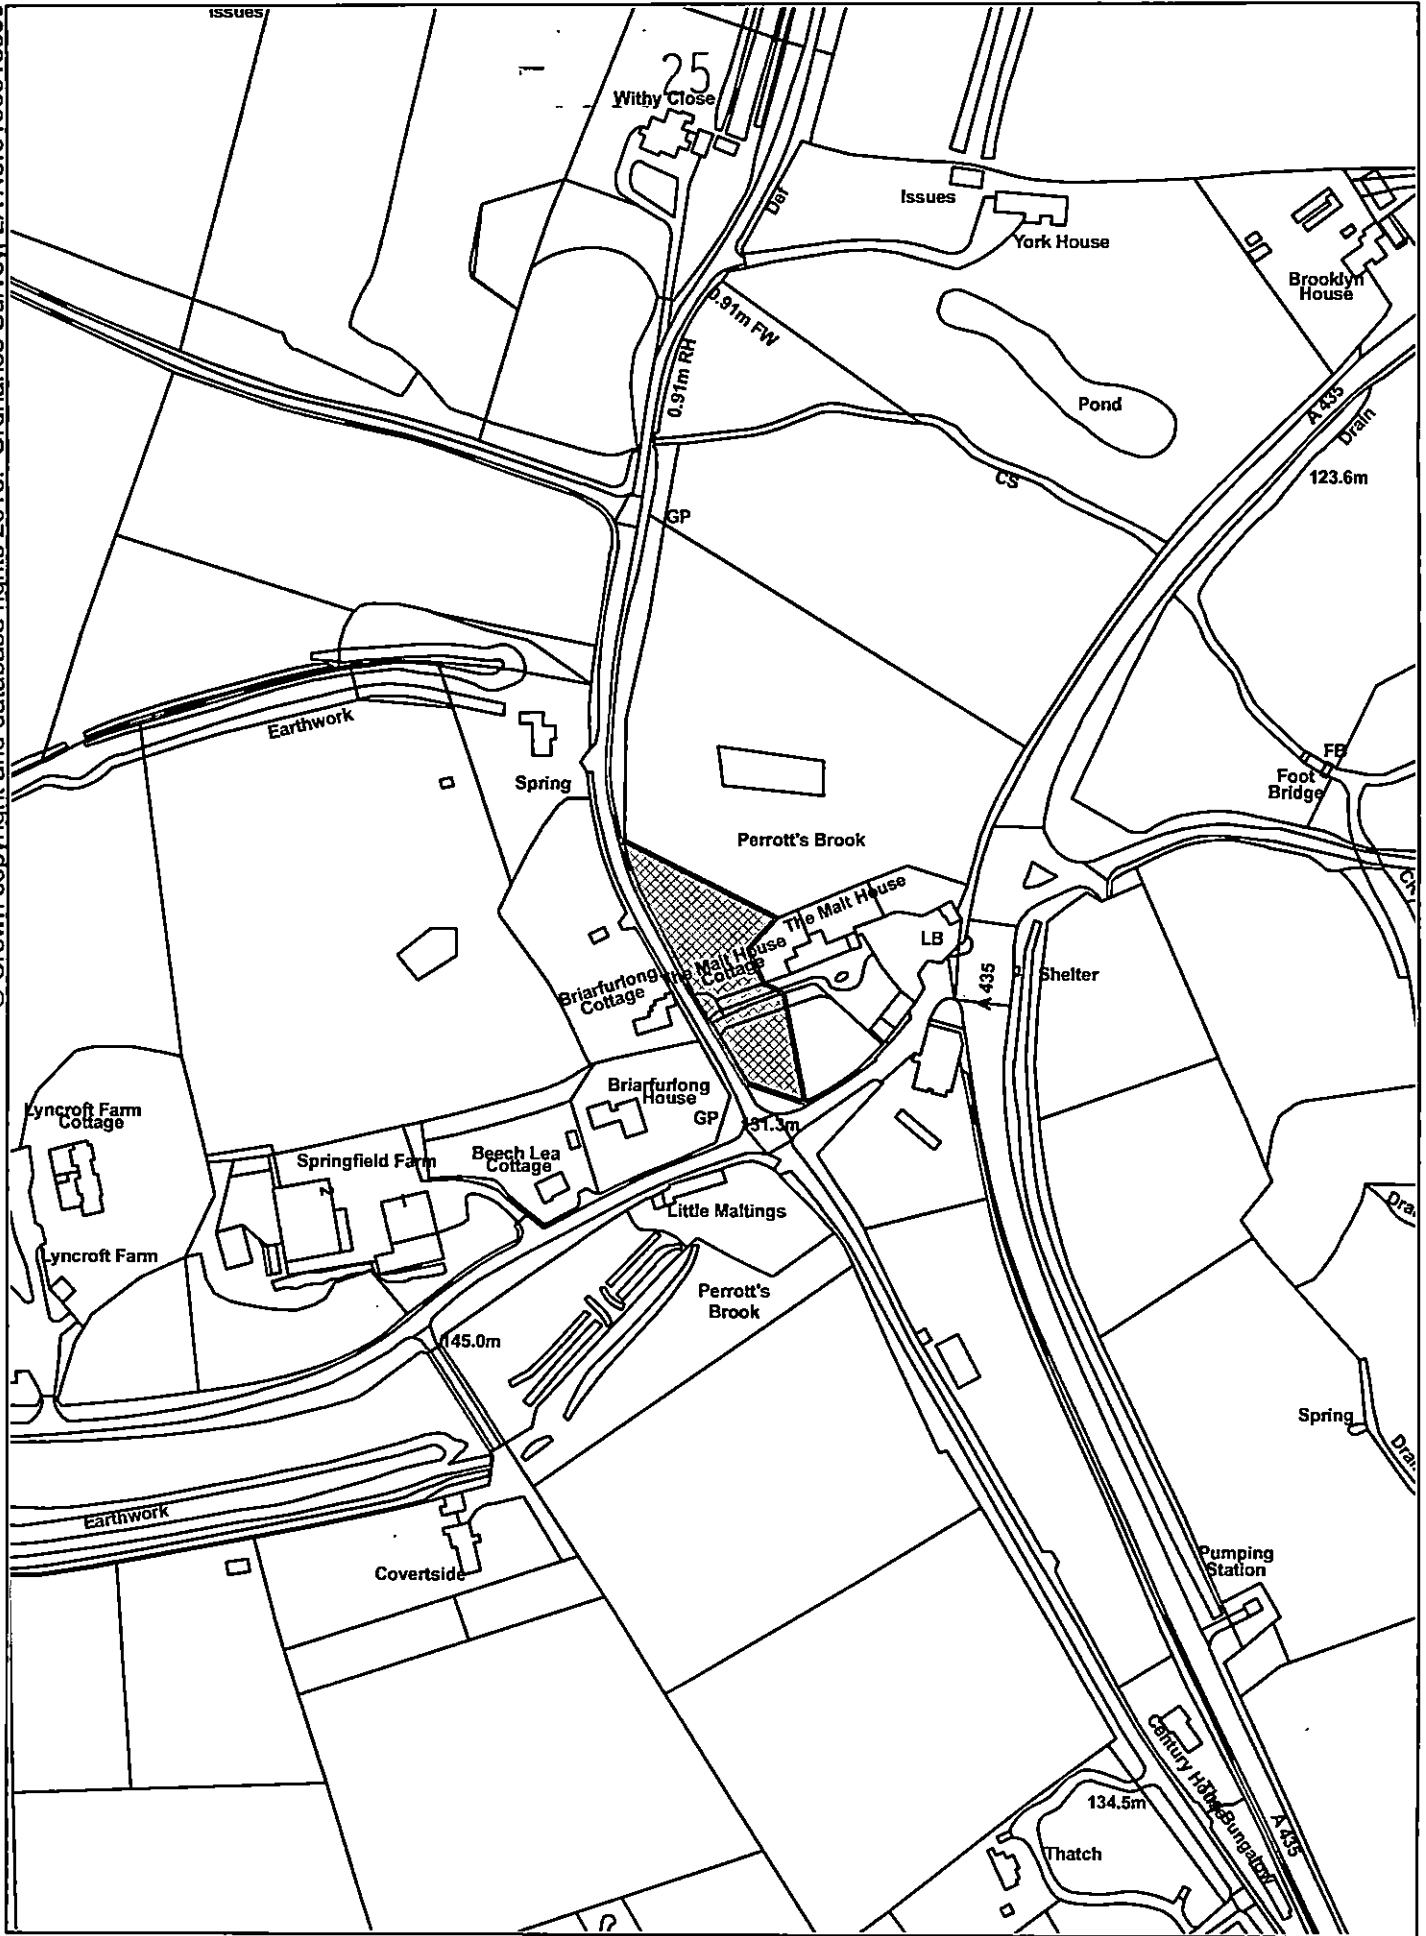 Issues
25
Withy Close
Def
Issues
York House
Brooklyn
House
0.91m FW
0.91m RH
Pond
A 435
Drain
123.6m
CS
GP
Earthwork
Spring
FB
Foot
Bridge
Perrott's Brook
The Malt House
The Malt House
Cottage
LB
A 435
Shelter
Briarfurlong
Cottage
Briarfurlong
House
GP
131.3m
Lyncroft Farm
Cottage
Springfield Farm
Beech Lea
Cottage
2
1
Little Maltings
Lyncroft Farm
Perrott's
Brook
145.0m
Spring
Earthwork
Covertside
Pumping
Station
Century House
The Bungalow
134.5m
A 435
Thatch